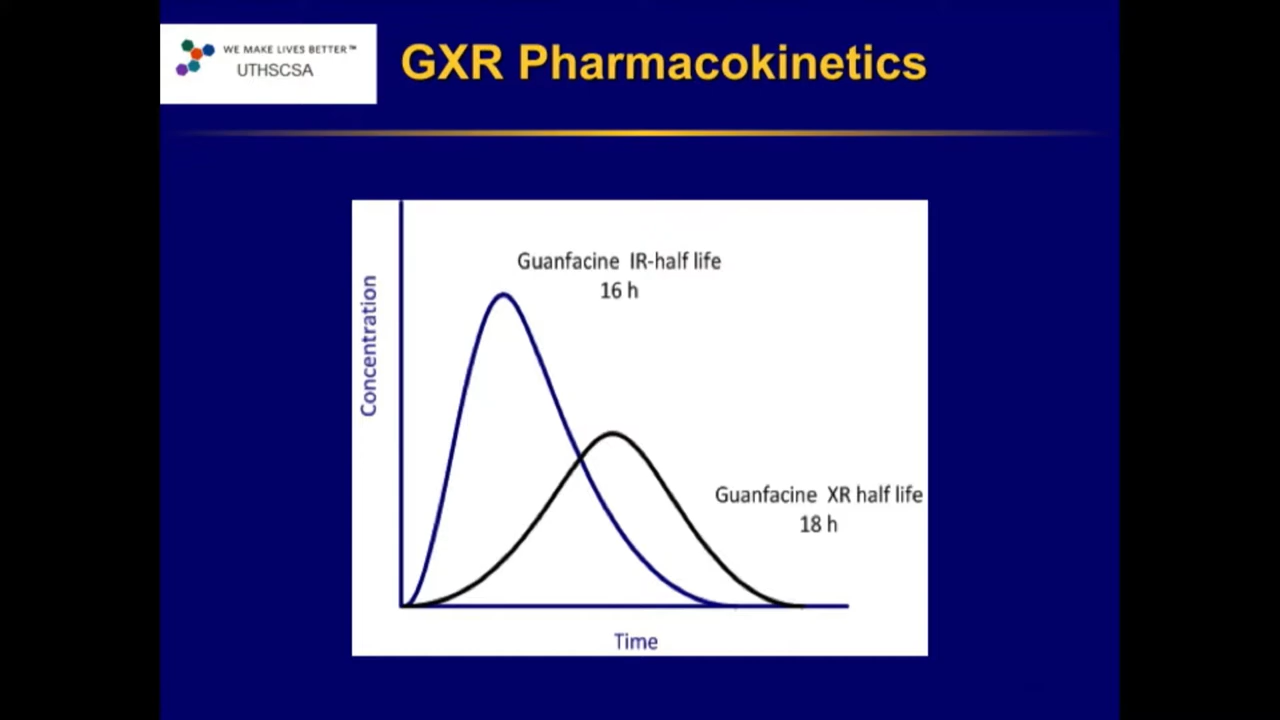 WE MAKE LIVES BETTER™
UTHSCSA
GXR Pharmacokinetics
Guanfacine IR-half life
16 h
Concentration
Guanfacine XR half life
18 h
Time